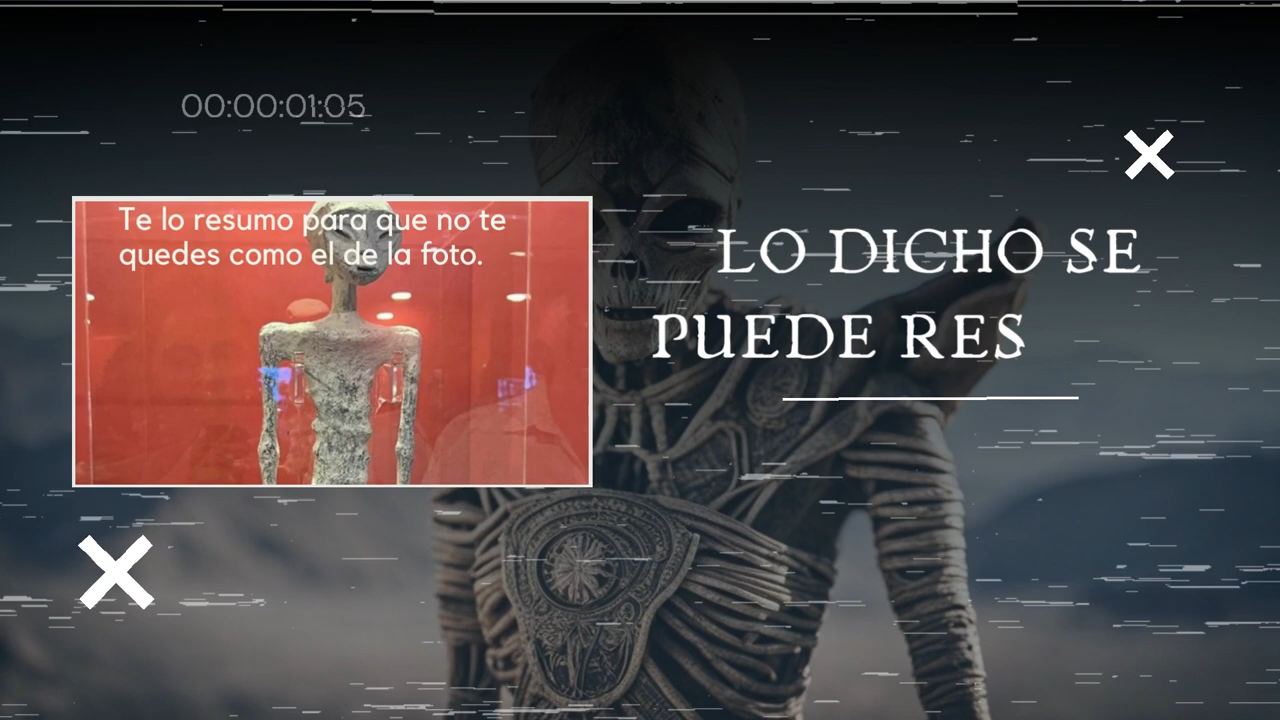 00:00:01:05
Te lo resumo para que no te
quedes como el de la foto.
LO DICHO SE
PUEDE RES